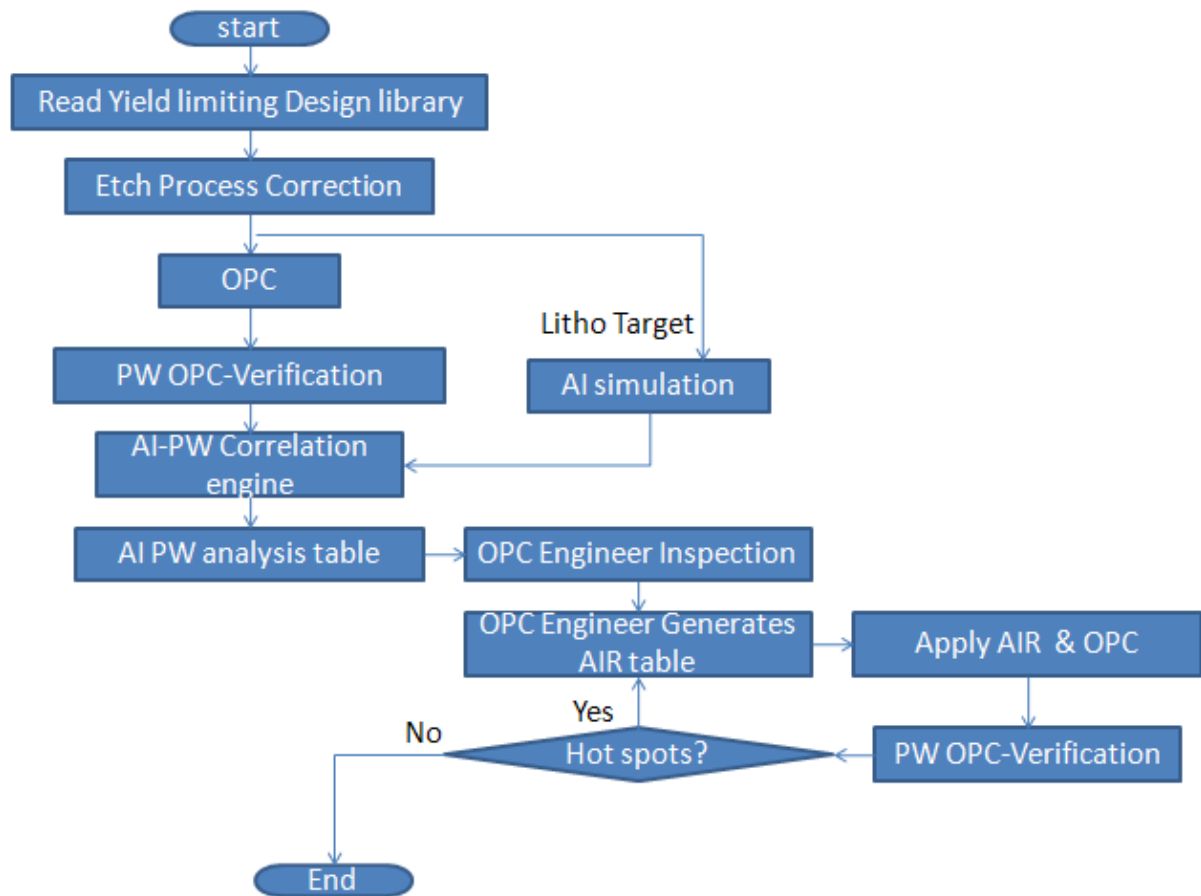 start
Read Yield limiting Design library
Etch Process Correction
OPC
Litho Target
PW OPC-Verification
AI simulation
AI-PW Correlation
engine
AI PW analysis table
OPC Engineer Inspection
OPC Engineer Generates
AIR table
Apply AIR & OPC
Yes
No
Hot spots?
PW OPC-Verification
End